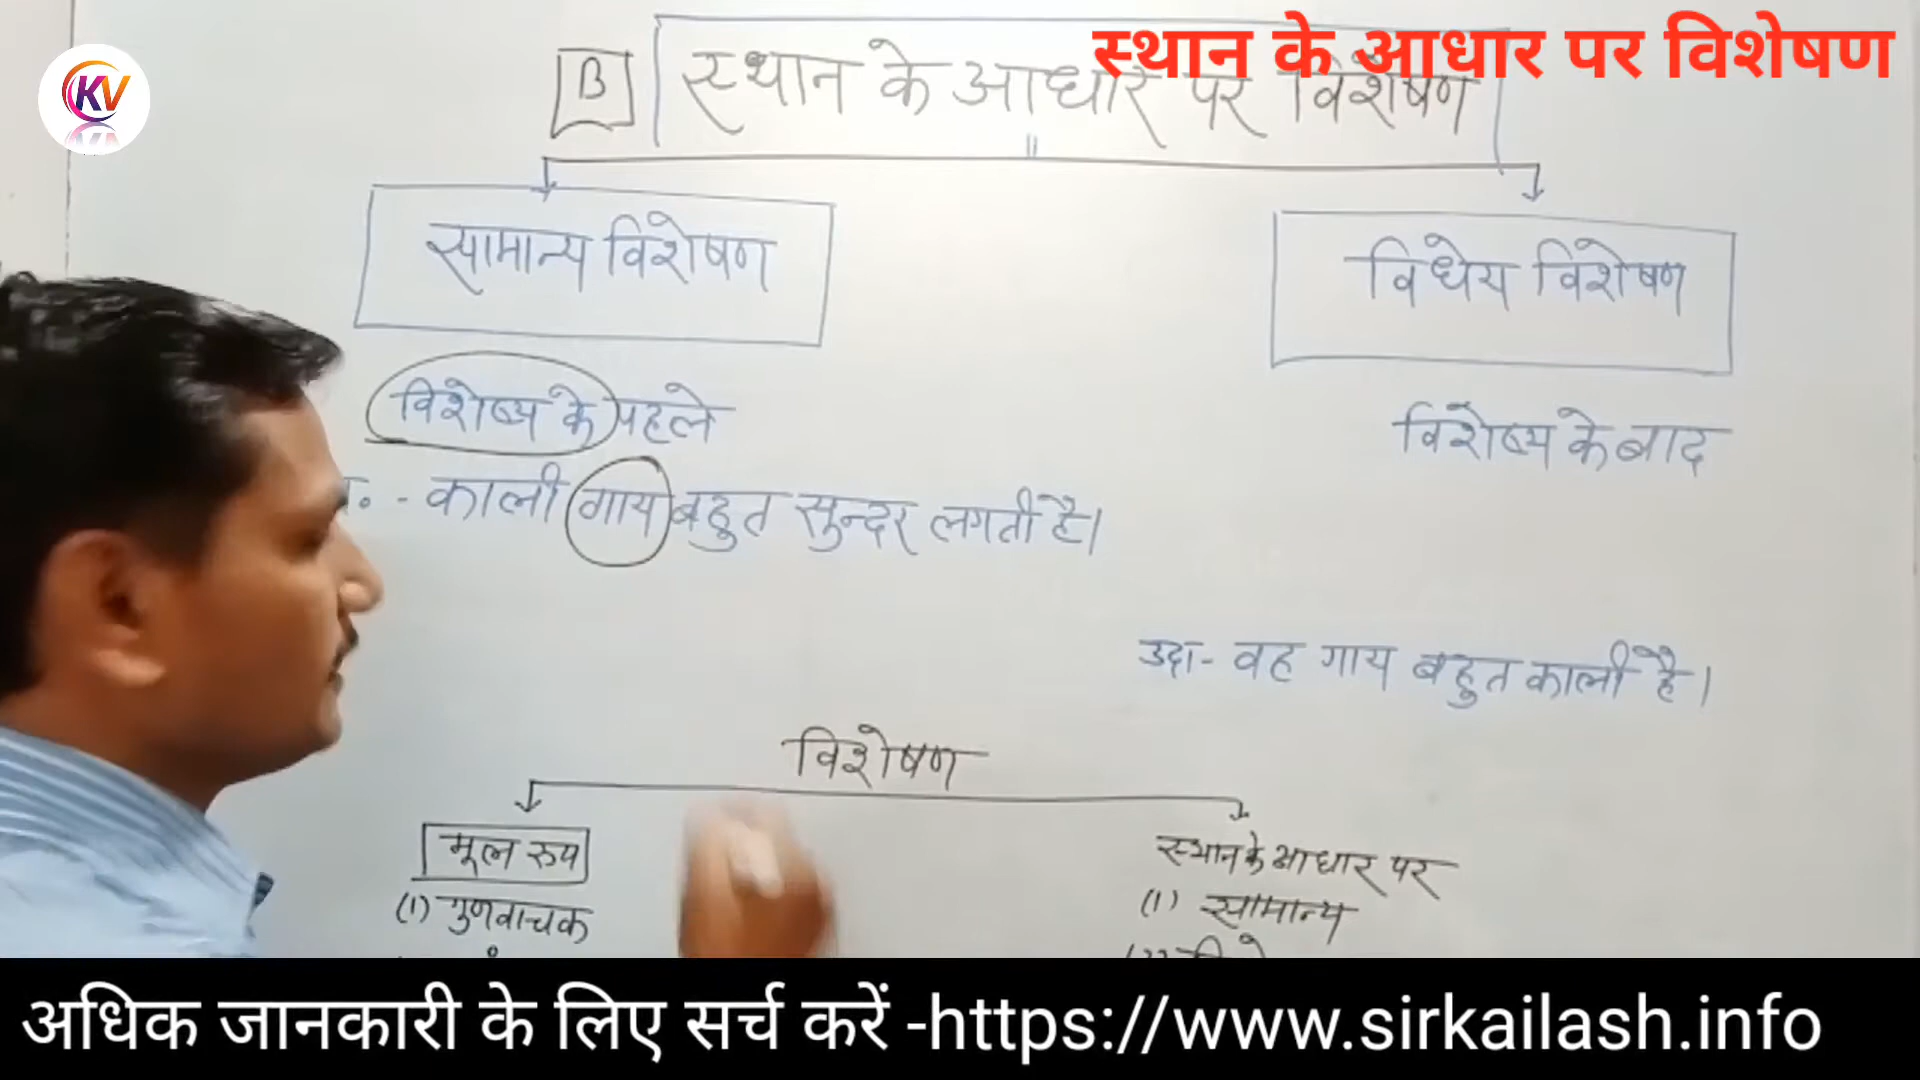 स्थान के आधार पर विशेषण
KV
B स्थान के आधार पर विशेषण
सामान्य विशेषण
विधेय विशेषण
विशेष्य के पहले
विशेष्य के बाद
- काली गाय बहुत सुन्दर लगती है।
उदा- वह गाय बहुत काली है।
विशेषण
मूल रुप
स्थान के आधार पर
(1) गुणवाचक
(1) सामान्य
अधिक जानकारी के लिए सर्च करें -https://www.sirkailash.info